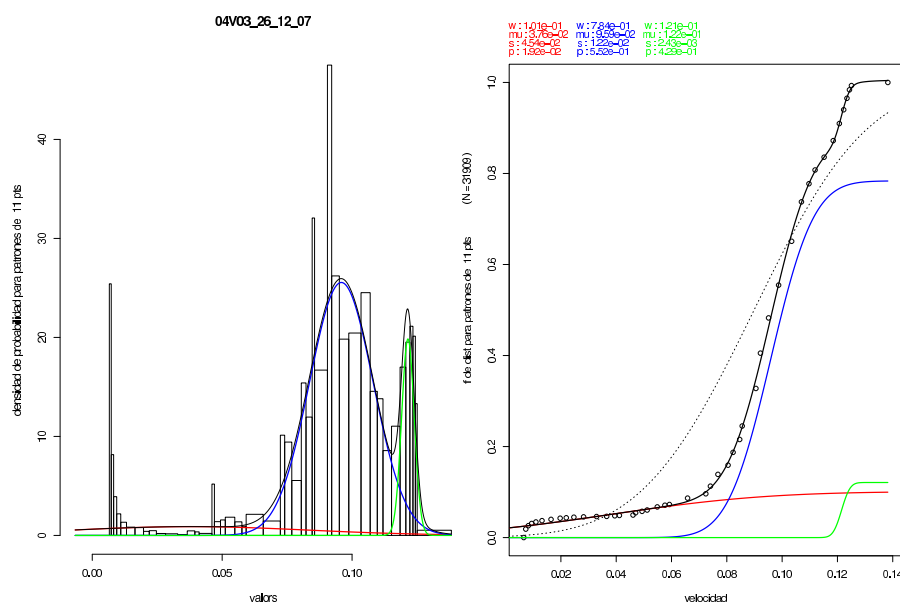 04V03_26_12_07
densidad de probabilidad para patrones de 11 pts
40
30
20
10
0
0.00 0.05 0.10
valors
w:1.01e-01 w:7.84e-01 w:1.21e-01
mu:3.76e-02 mu:9.59e-02 mu:1.22e-01
s:4.54e-02 s:1.22e-02 s:2.43e-03
p:1.92e-02 p:5.52e-01 p:4.29e-01
f de dist para patrones de 11 pts (N = 31909)
1.0
0.8
0.6
0.4
0.2
0.0
0.02 0.04 0.06 0.08 0.10 0.12 0.14
velocidad